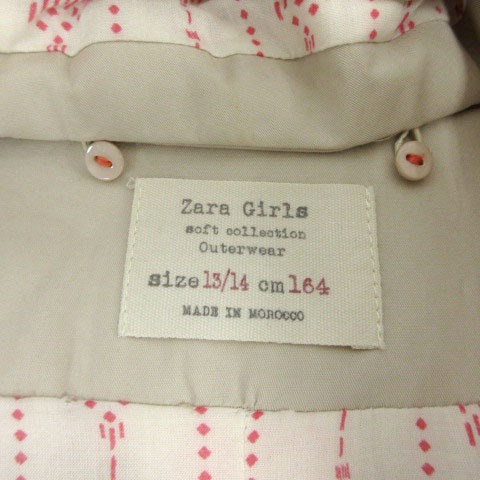 Zara Girls
soft collection
Outerwear
size 13/14 cm 164
MADE IN MOROCCO